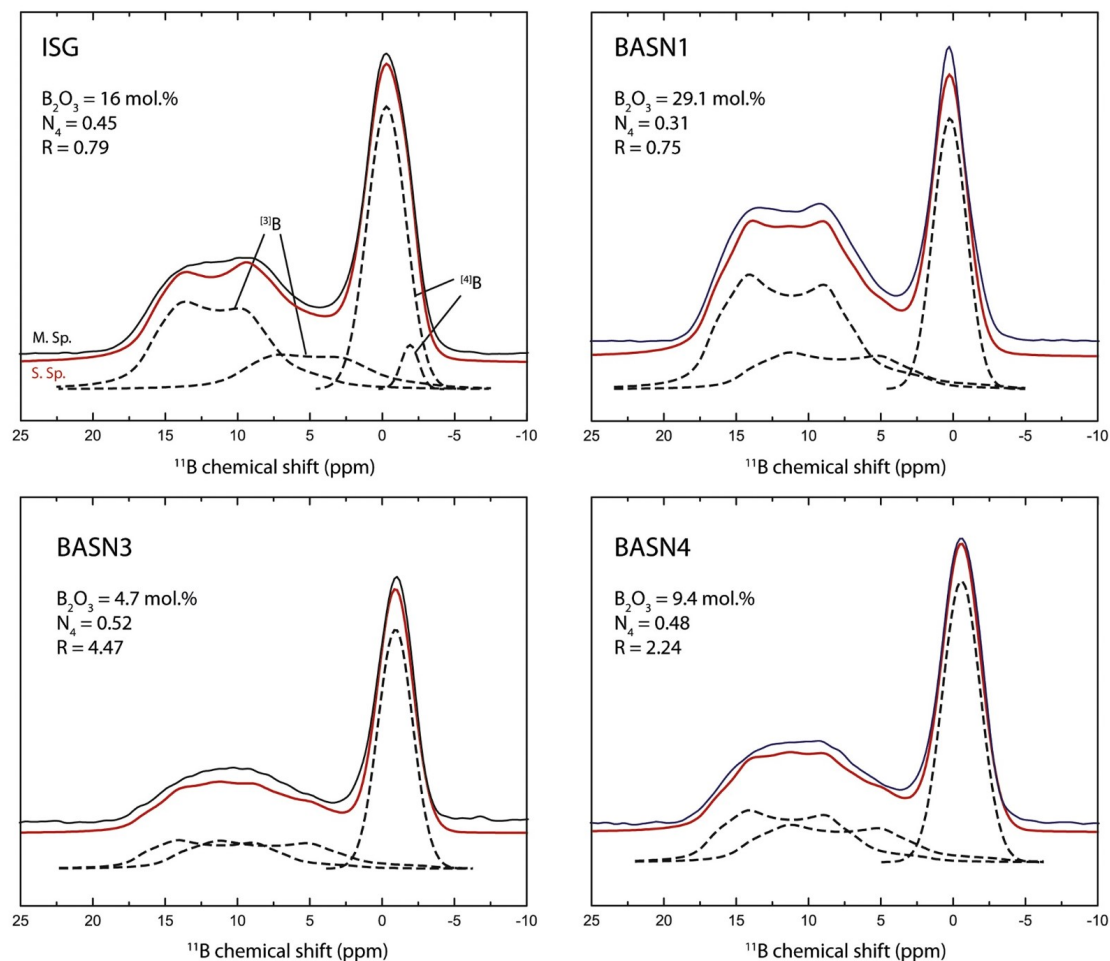 ISG
B₂O₃ = 16 mol.%
N₄ = 0.45
R = 0.79
[3]B
[4]B
M. Sp.
S. Sp.
25 20 15 10 5 0 -5 -10
¹¹B chemical shift (ppm)
BASN1
B₂O₃ = 29.1 mol.%
N₄ = 0.31
R = 0.75
25 20 15 10 5 0 -5 -10
¹¹B chemical shift (ppm)
BASN3
B₂O₃ = 4.7 mol.%
N₄ = 0.52
R = 4.47
25 20 15 10 5 0 -5 -10
¹¹B chemical shift (ppm)
BASN4
B₂O₃ = 9.4 mol.%
N₄ = 0.48
R = 2.24
25 20 15 10 5 0 -5 -10
¹¹B chemical shift (ppm)